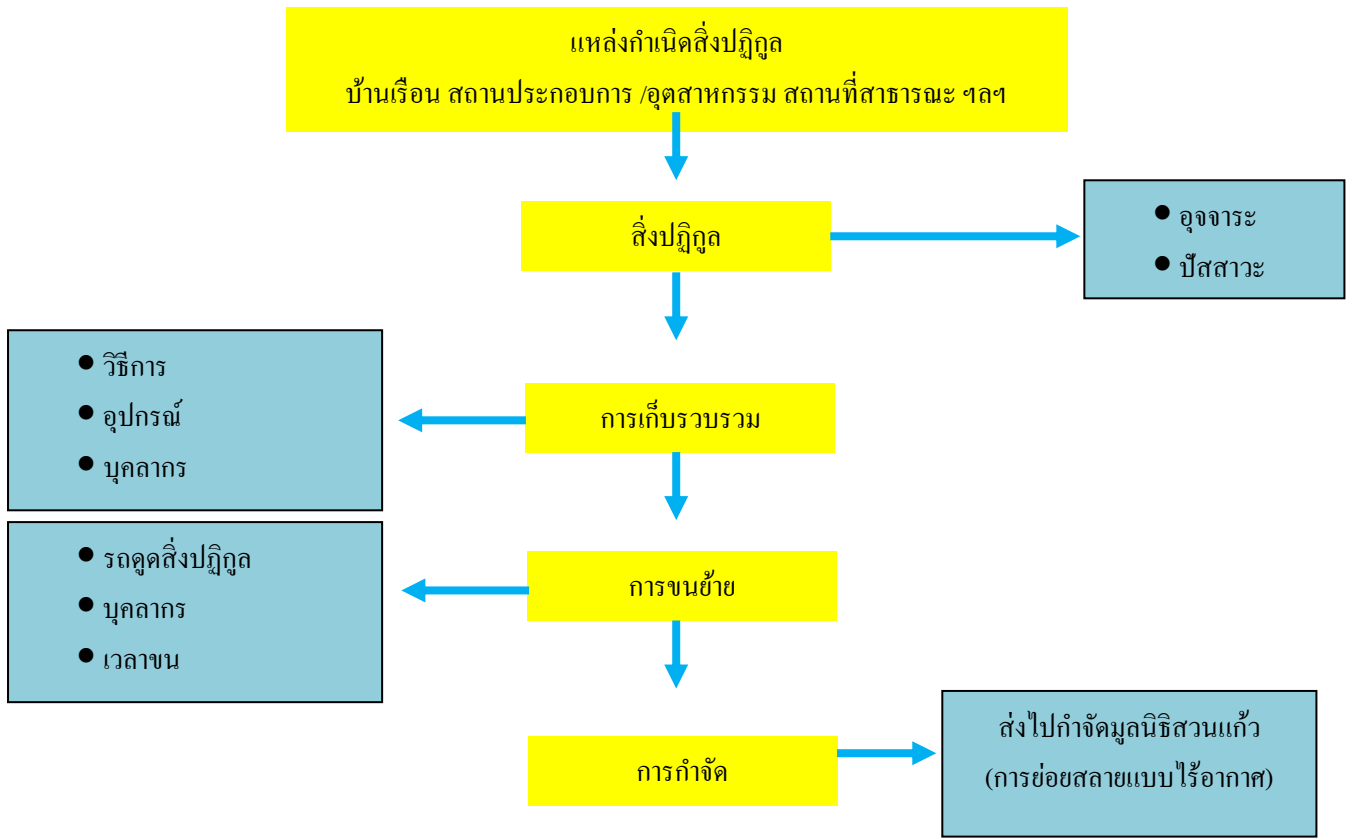 แหล่งกำเนิดสิ่งปฏิกูล
บ้านเรือน สถานประกอบการ /อุตสาหกรรม สถานที่สาธารณะ ฯลฯ
สิ่งปฏิกูล
● อุจจาระ
● ปัสสาวะ
● วิธีการ
● อุปกรณ์
● บุคลากร
การเก็บรวบรวม
● รถดูดสิ่งปฏิกูล
● บุคลากร
● เวลาขน
การขนย้าย
การกำจัด
ส่งไปกำจัดมูลนิธิสวนแก้ว
(การย่อยสลายแบบไร้อากาศ)